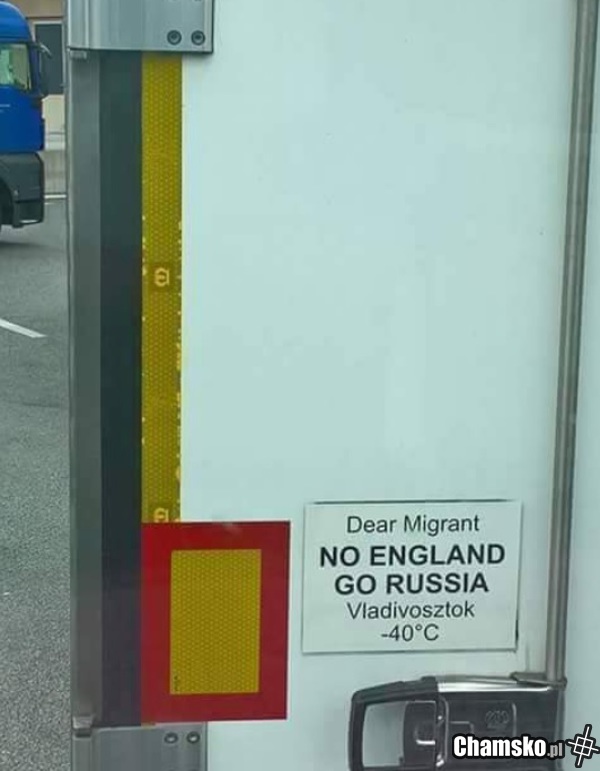 Dear Migrant
NO ENGLAND
GO RUSSIA
Vladivosztok
-40°C
Chamsko.pl